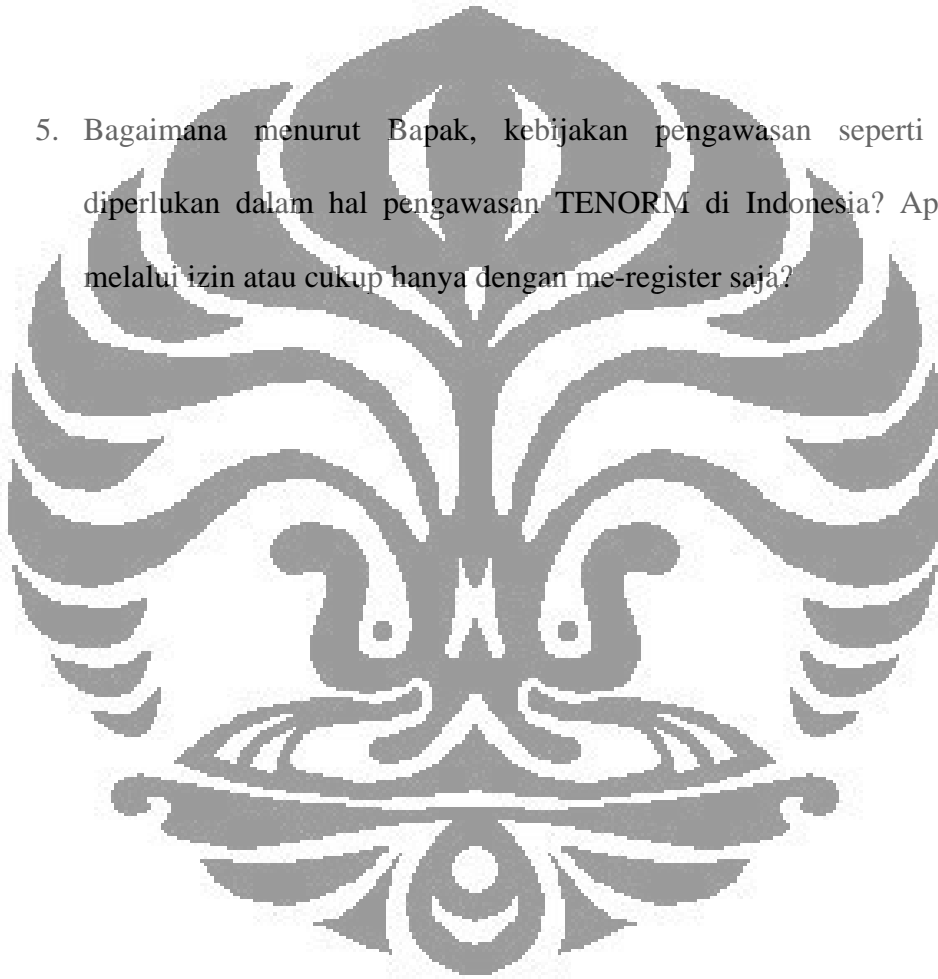 5. Bagaimana menurut Bapak, kebijakan pengawasan seperti
diperlukan dalam hal pengawasan TENORM di Indonesia? Ap
melalui izin atau cukup hanya dengan me-register saja?